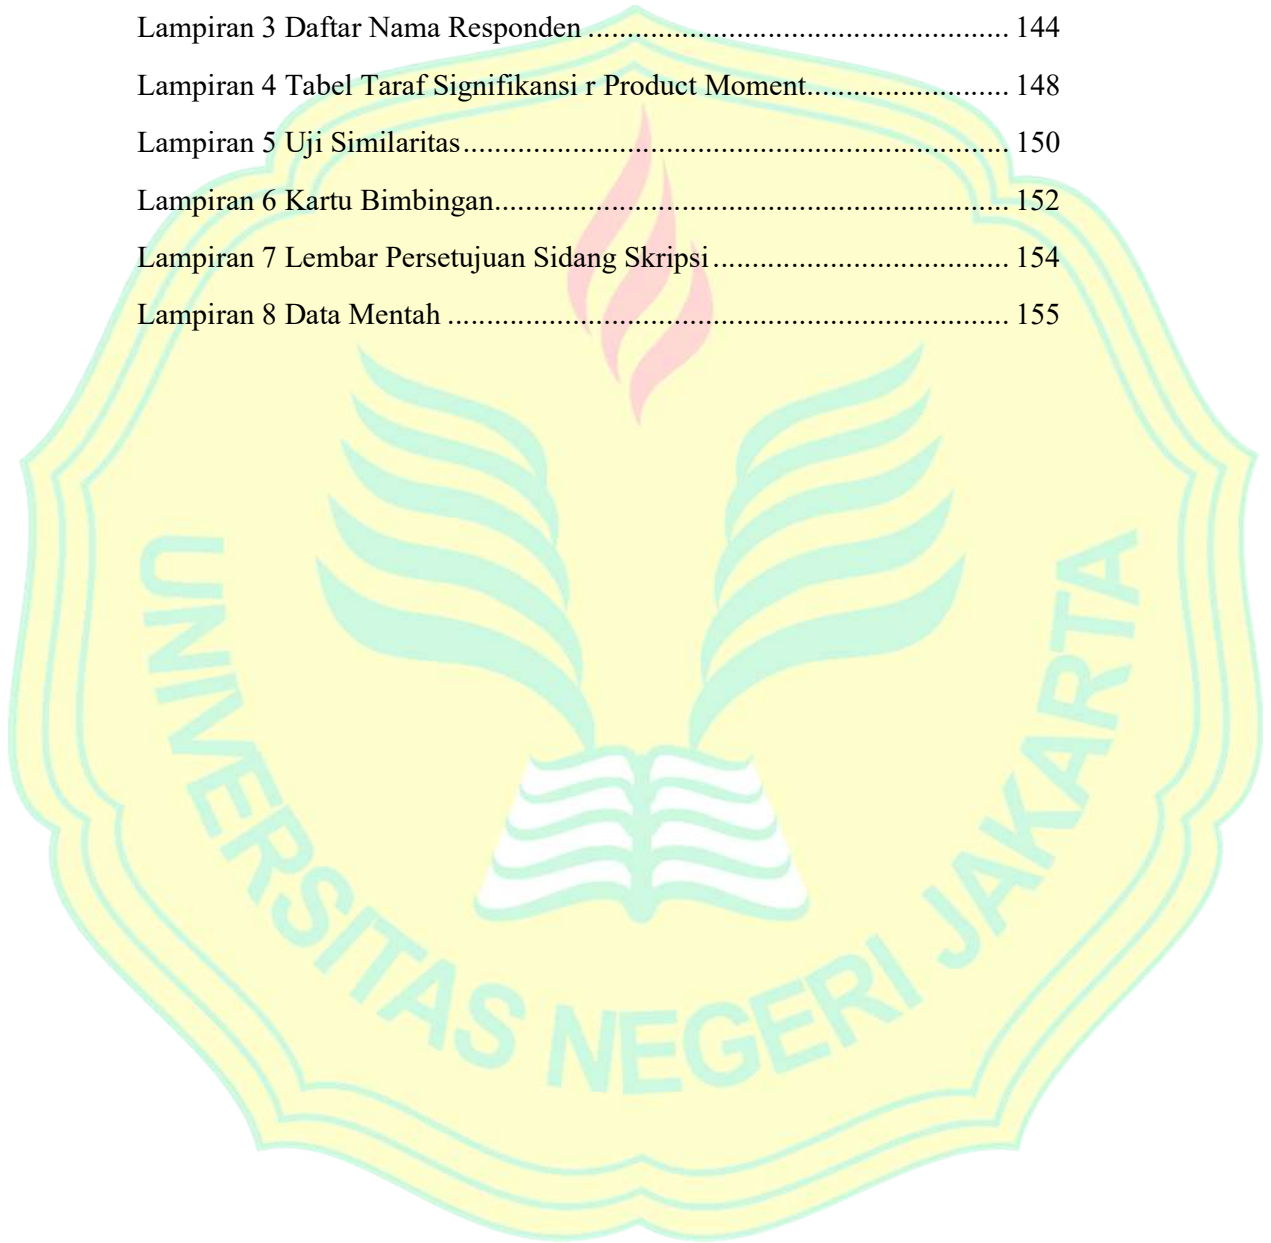 Lampiran 3 Daftar Nama Responden ...................................................... 144
Lampiran 4 Tabel Taraf Signifikansi r Product Moment.......................... 148
Lampiran 5 Uji Similaritas...................................................................... 150
Lampiran 6 Kartu Bimbingan.................................................................. 152
Lampiran 7 Lembar Persetujuan Sidang Skripsi...................................... 154
Lampiran 8 Data Mentah ........................................................................ 155
UNIVERSITAS NEGERI JAKARTA